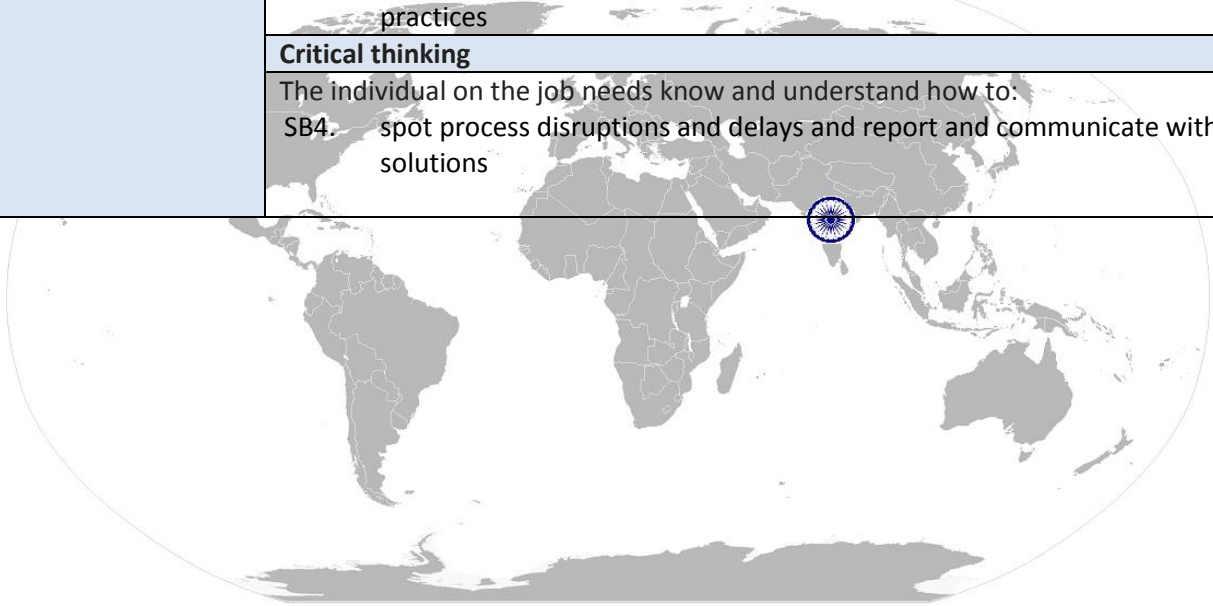 practices
Critical thinking
The individual on the job needs know and understand how to:
SB4. spot process disruptions and delays and report and communicate with
solutions